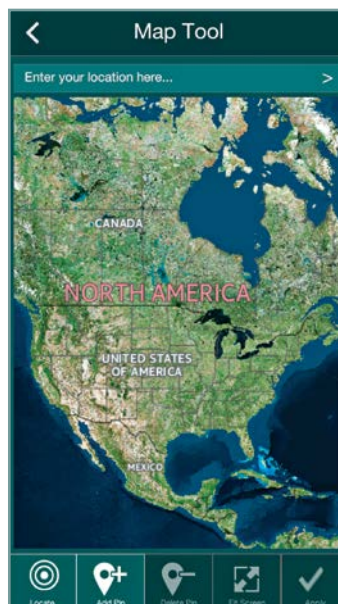 Map Tool
Enter your location here... >
CANADA
NORTH AMERICA
UNITED STATES
OF AMERICA
MEXICO
Locate
Add Pin
Delete Pin
Fit Screen
Apply